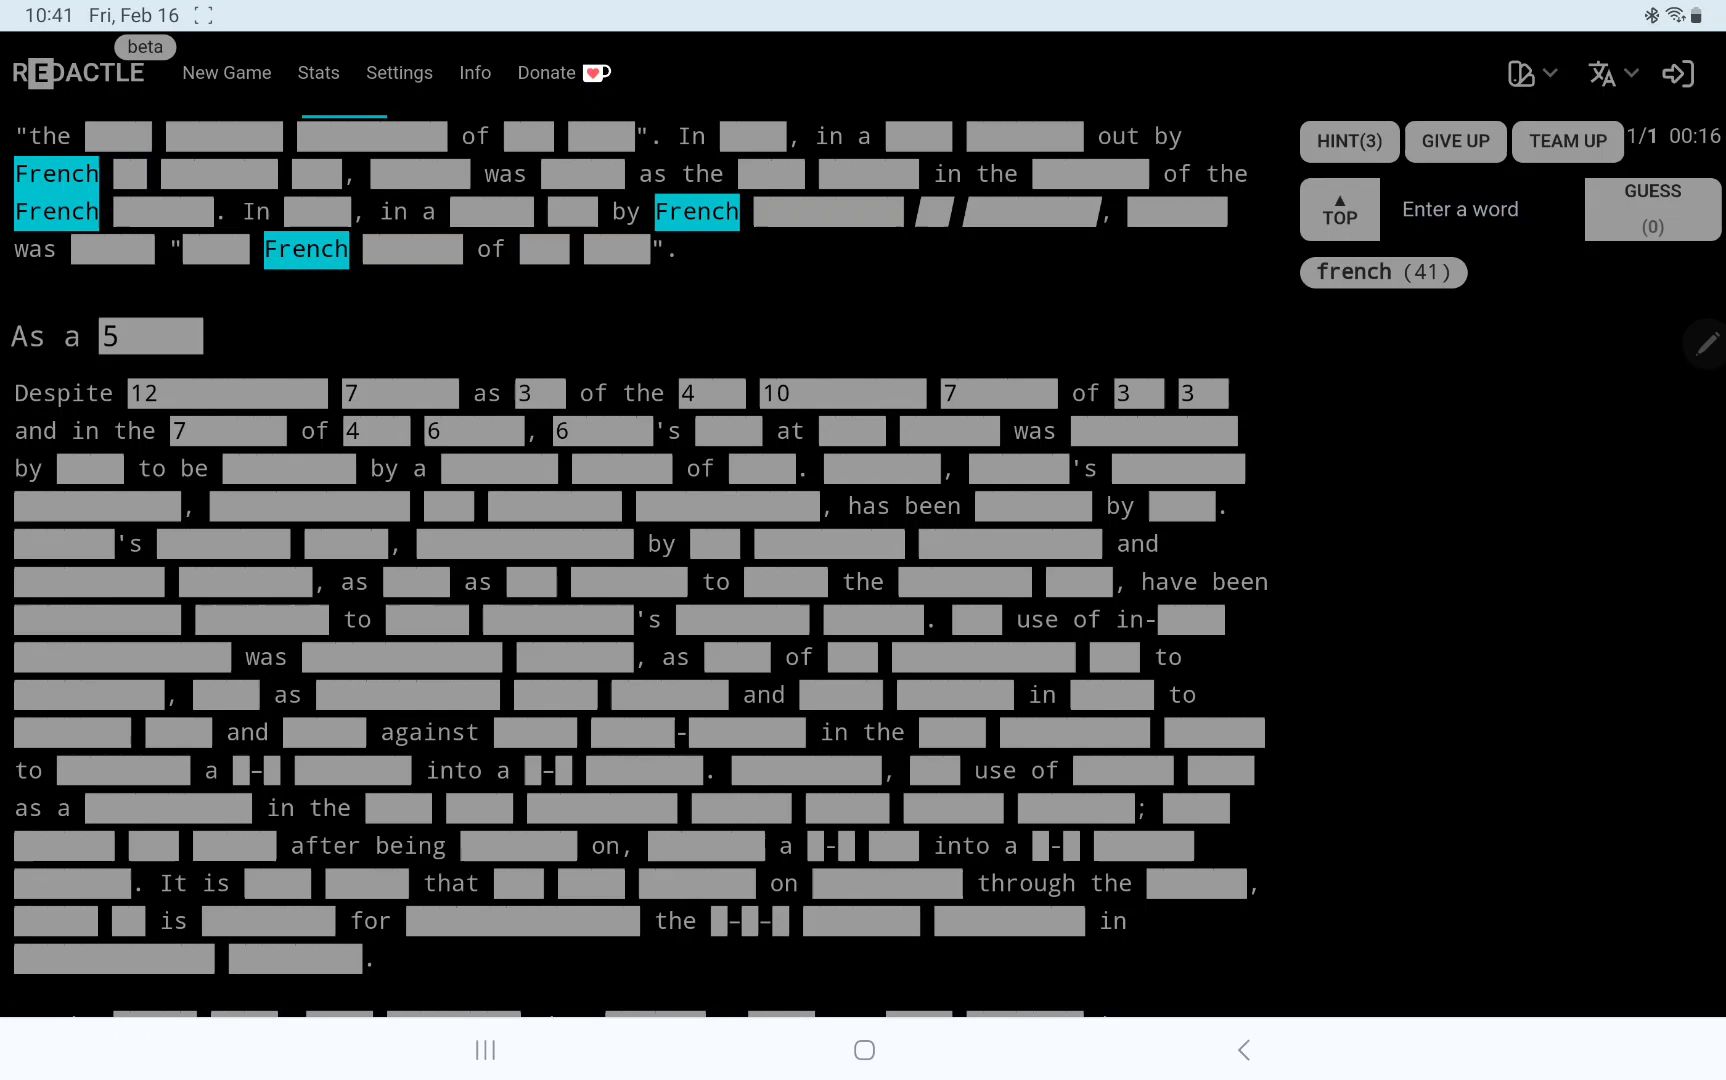 10:41 Fri, Feb 16
beta
REDACTLE New Game Stats Settings Info Donate
"the of ". In , in a out by
French , was as the in the of the
French . In , in a by French ,
was " French of ".
As a 5
Despite 12 7 as 3 of the 4 10 7 of 3 3
and in the 7 of 4 6 , 6 's at was
by to be by a of . , 's
, , has been by .
's , by and
, as as to the , have been
to to 's . use of in-
was , as of to
, as and in to
and against - in the
to a - into a - . , use of
as a in the ;
after being on, a - into a -
. It is that on through the ,
is for the - - in
.
HINT(3) GIVE UP TEAM UP 1/1 00:16
▲
TOP
Enter a word
GUESS
(0)
french (41)